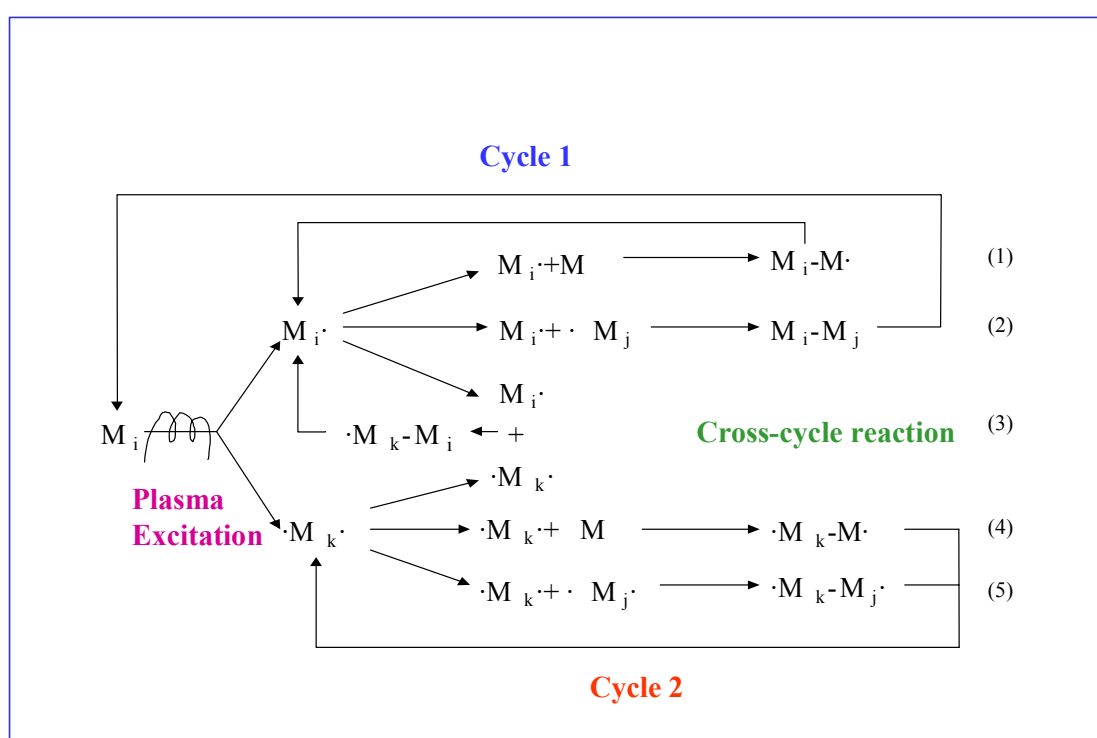 Cycle 1
M i·+M M i-M· (1)
M i· M i·+ · M j M i-M j (2)
M i·
M i ·M k-M i + Cross-cycle reaction (3)
·M k·
Plasma
Excitation
·M k· ·M k·+ M ·M k-M· (4)
·M k·+ · M j· ·M k-M j· (5)
Cycle 2